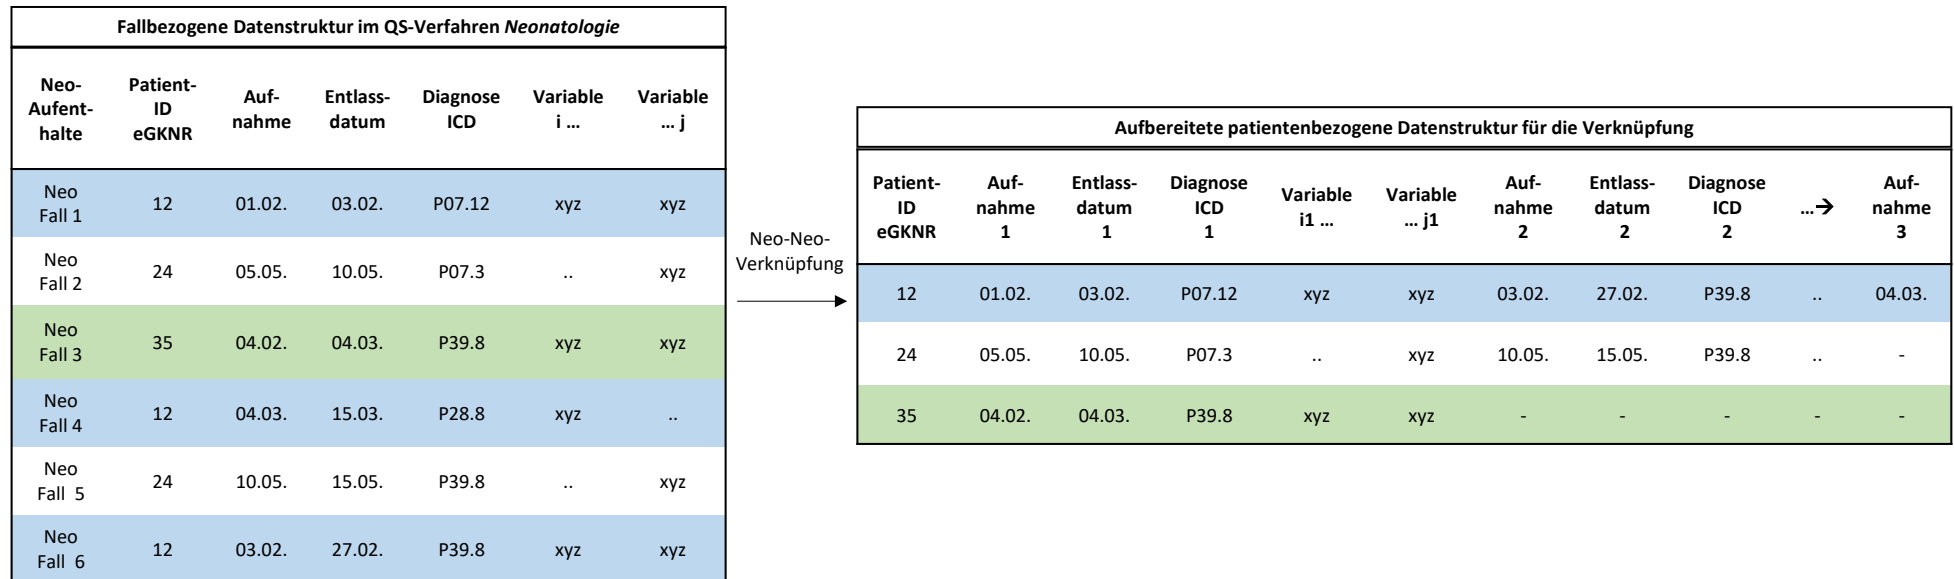 Fallbezogene Datenstruktur im QS-Verfahren Neonatologie
Neo-Aufent-halte Patient-ID eGKNR Auf-nahme Entlass-datum Diagnose ICD Variable i … Variable … j
Neo Fall 1 12 01.02. 03.02. P07.12 xyz xyz
Neo Fall 2 24 05.05. 10.05. P07.3 .. xyz
Neo Fall 3 35 04.02. 04.03. P39.8 xyz xyz
Neo Fall 4 12 04.03. 15.03. P28.8 xyz ..
Neo Fall 5 24 10.05. 15.05. P39.8 .. xyz
Neo Fall 6 12 03.02. 27.02. P39.8 xyz xyz
Neo-Neo-
Verknüpfung
Aufbereitete patientenbezogene Datenstruktur für die Verknüpfung
Patient-ID eGKNR Auf-nahme 1 Entlass-datum 1 Diagnose ICD 1 Variable i1 … Variable … j1 Auf-nahme 2 Entlass-datum 2 Diagnose ICD 2 …→ Auf-nahme 3
12 01.02. 03.02. P07.12 xyz xyz 03.02. 27.02. P39.8 .. 04.03.
24 05.05. 10.05. P07.3 .. xyz 10.05. 15.05. P39.8 .. -
35 04.02. 04.03. P39.8 xyz xyz - - - - -